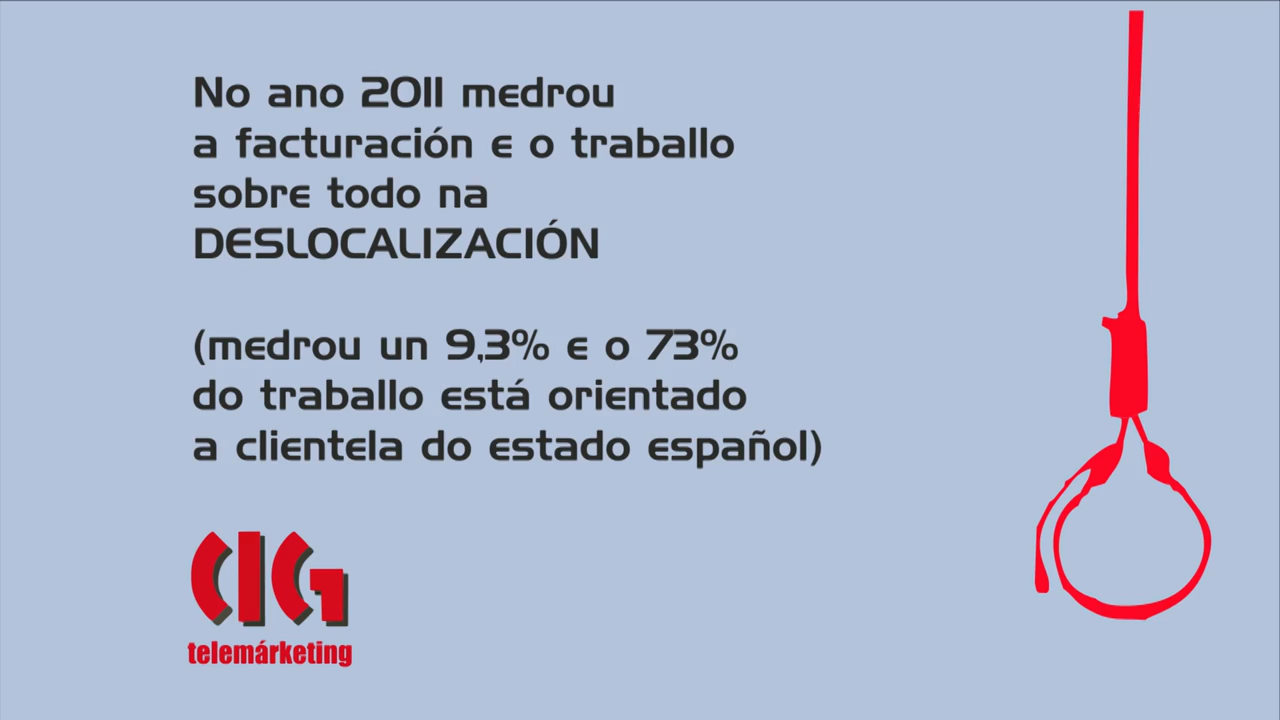 No ano 2011 medrou
a facturación e o traballo
sobre todo na
DESLOCALIZACIÓN
(medrou un 9,3% e o 73%
do traballo está orientado
a clientela do estado español)
CIG
telemárketing